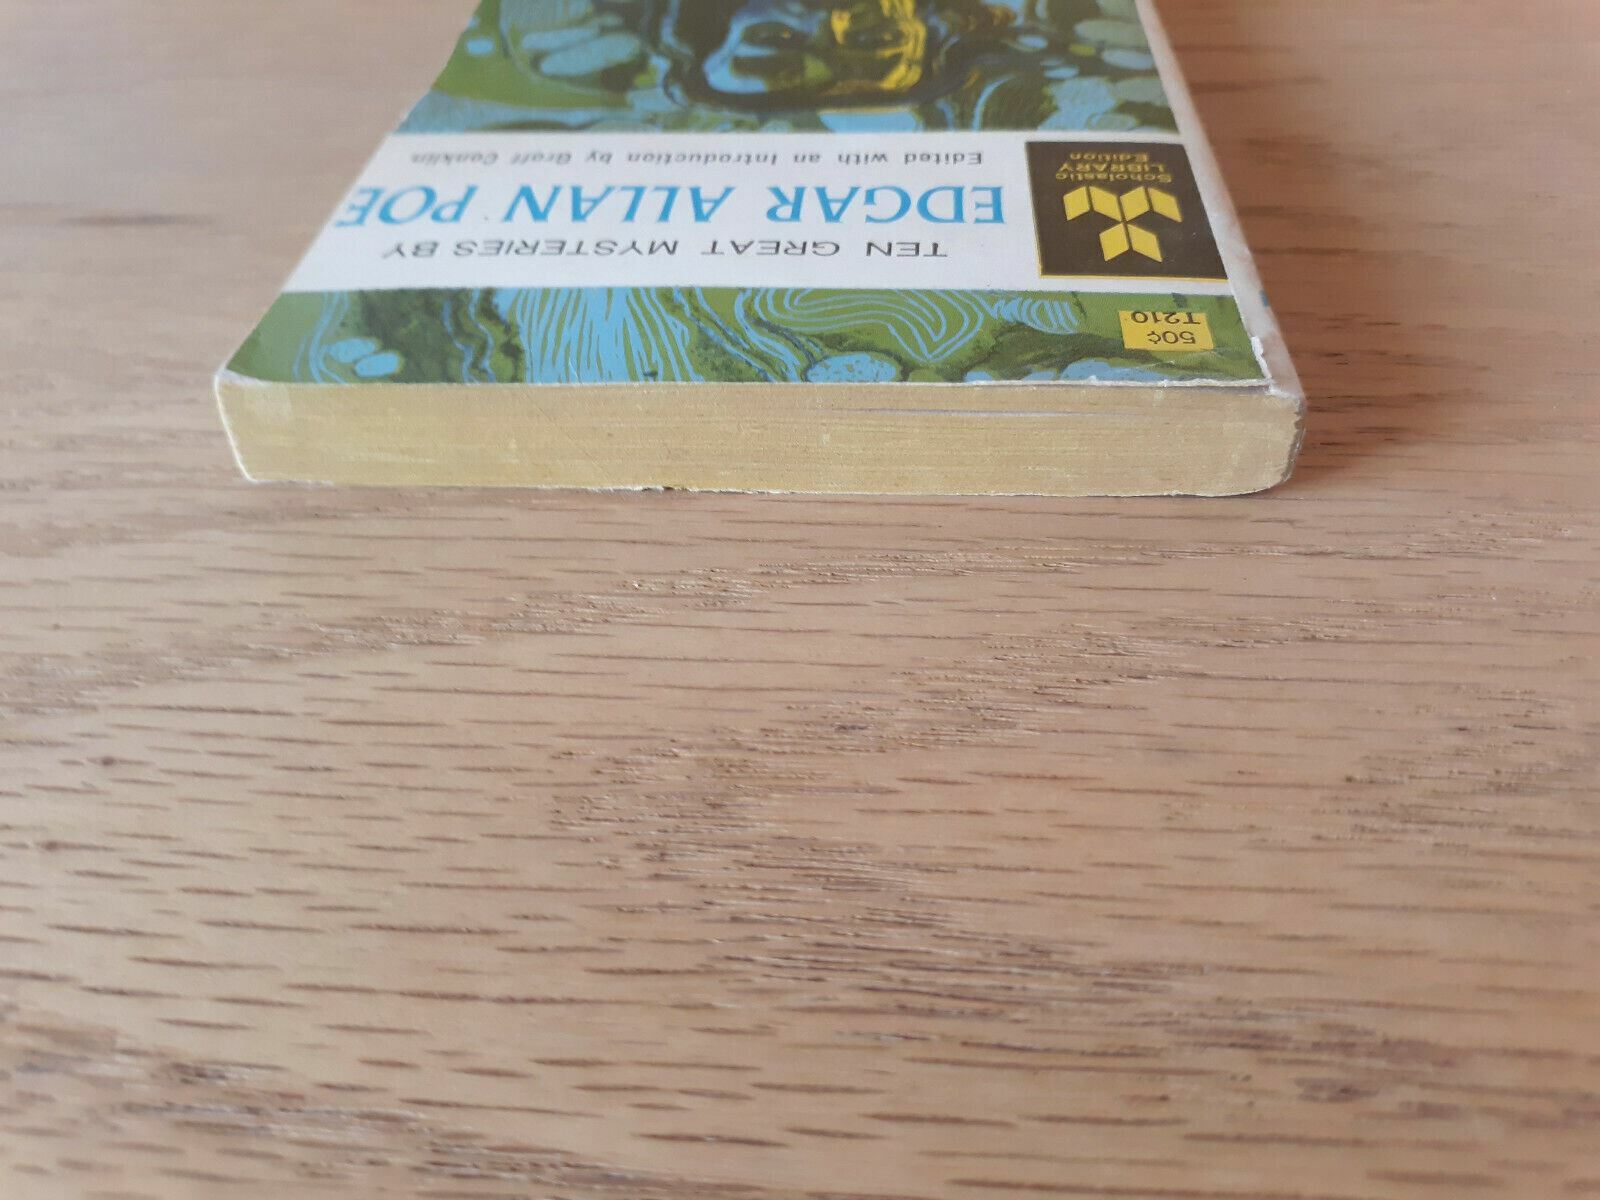 50¢
T210
TEN GREAT MYSTERIES BY
EDGAR ALLAN POE
Edited with an Introduction by Groff Conklin
Scholastic
LIBRARY
Edition